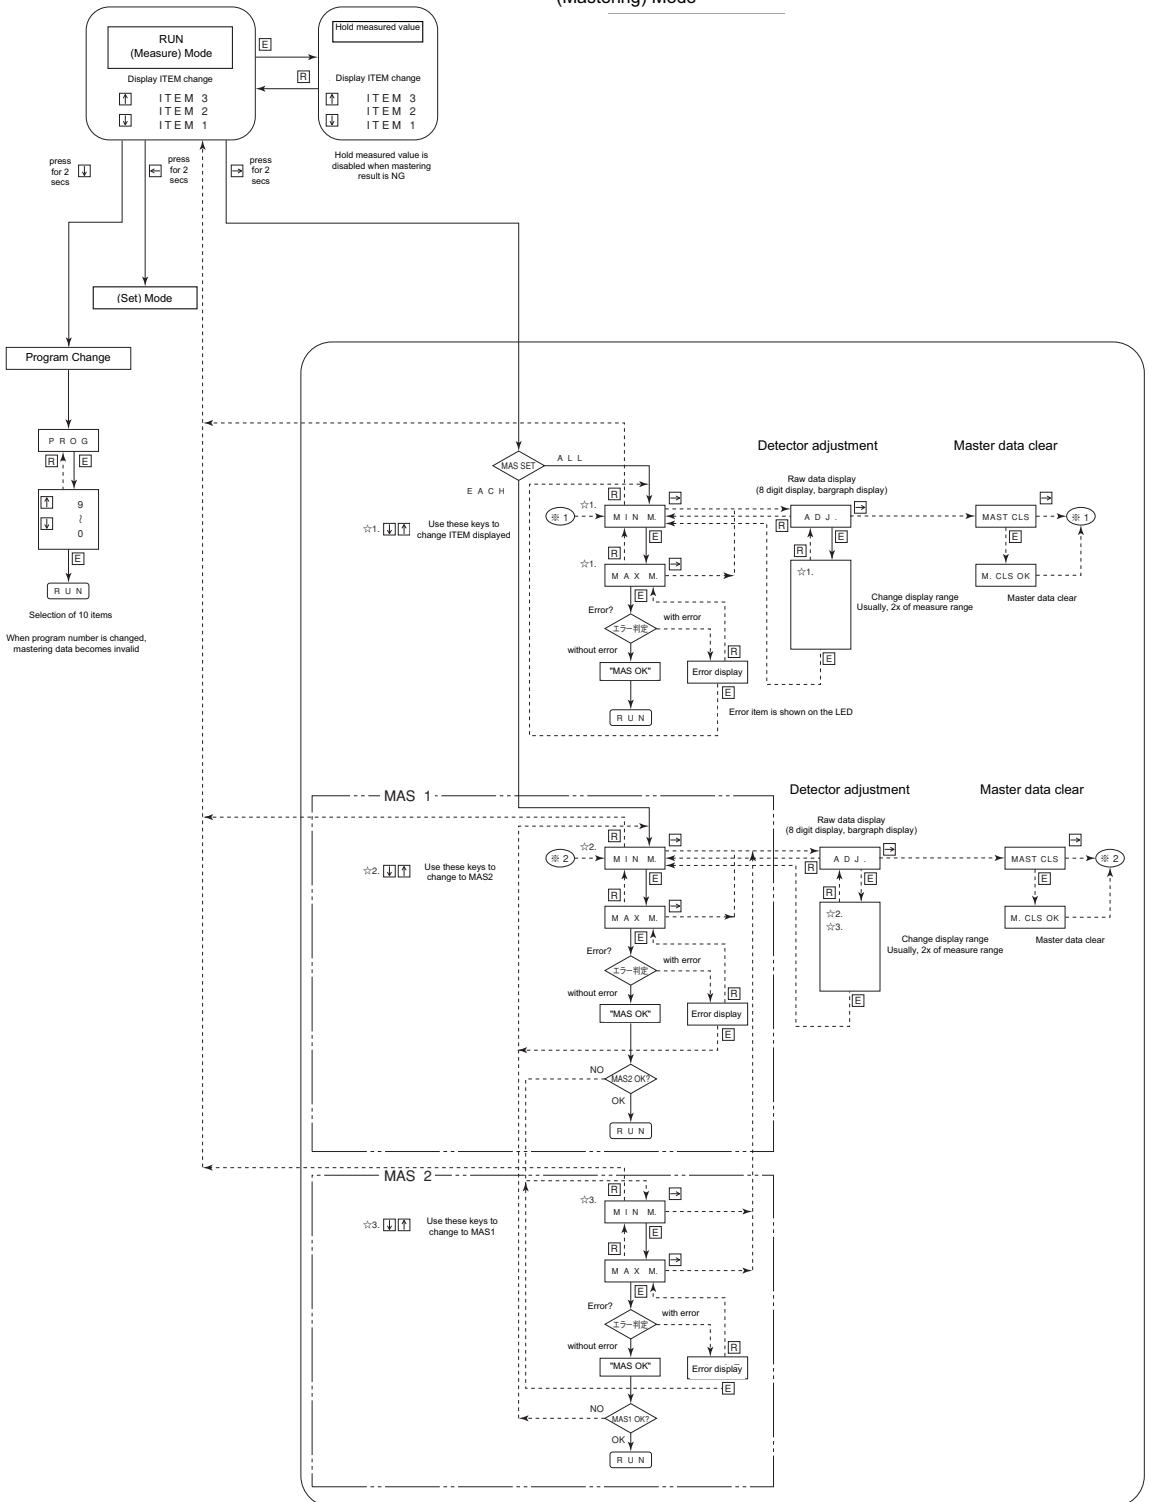 (Mastering) Mode
RUN
(Measure) Mode
Display ITEM change
↑ ITEM 3
ITEM 2
↓ ITEM 1
E
R
Hold measured value
Display ITEM change
↑ ITEM 3
ITEM 2
↓ ITEM 1
Hold measured value is
disabled when mastering
result is NG
press
for 2
secs
↓
←
press
for 2
secs
→
press
for 2
secs
(Set) Mode
Program Change
PROG
R E
↑ 9
≀
↓ 0
E
RUN
Selection of 10 items
When program number is changed,
mastering data becomes invalid
MAS SET
ALL
EACH
☆1. ↓ ↑ Use these keys to
change ITEM displayed
Detector adjustment
Master data clear
Raw data display
(8 digit display, bargraph display)
☆1. R →
※1
MIN M.
R
ADJ.
→
MAST CLS
→
※1
R E
R E
E
☆1.
MAX M.
→
☆1.
M. CLS OK
Master data clear
E
Change display range
Usually, 2x of measure range
Error?
with error
エラー判定
without error
R
E
"MAS OK"
Error display
E
RUN
Error item is shown on the LED
MAS 1
Detector adjustment
Master data clear
Raw data display
(8 digit display, bargraph display)
☆2. R →
※2
MIN M.
R
ADJ.
→
MAST CLS
→
※2
☆2. ↓ ↑ Use these keys to
change to MAS2
R E
R E
E
MAX M.
→
☆2.
☆3.
M. CLS OK
Master data clear
E
Change display range
Usually, 2x of measure range
Error?
with error
エラー判定
without error
R
E
"MAS OK"
Error display
E
NO
MAS2 OK?
OK
RUN
MAS 2
☆3. R →
MIN M.
☆3. ↓ ↑ Use these keys to
change to MAS1
R E
MAX M.
→
E
Error?
with error
エラー判定
without error
R
"MAS OK"
Error display
E
NO
MAS1 OK?
OK
RUN